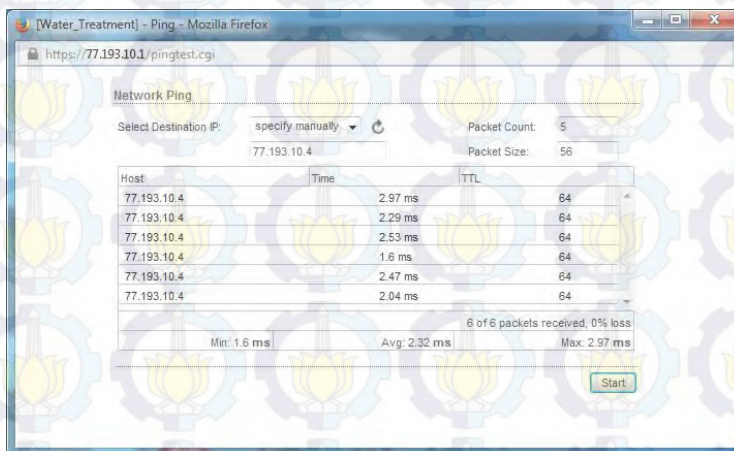 [Water_Treatment] - Ping - Mozilla Firefox
https://77.193.10.1/pingtest.cgi
Network Ping
Select Destination IP: specify manually Packet Count: 5
77.193.10.4 Packet Size: 56
Host Time TTL
77.193.10.4 2.97 ms 64
77.193.10.4 2.29 ms 64
77.193.10.4 2.53 ms 64
77.193.10.4 1.6 ms 64
77.193.10.4 2.47 ms 64
77.193.10.4 2.04 ms 64
6 of 6 packets received, 0% loss
Min: 1.6 ms Avg: 2.32 ms Max: 2.97 ms
Start